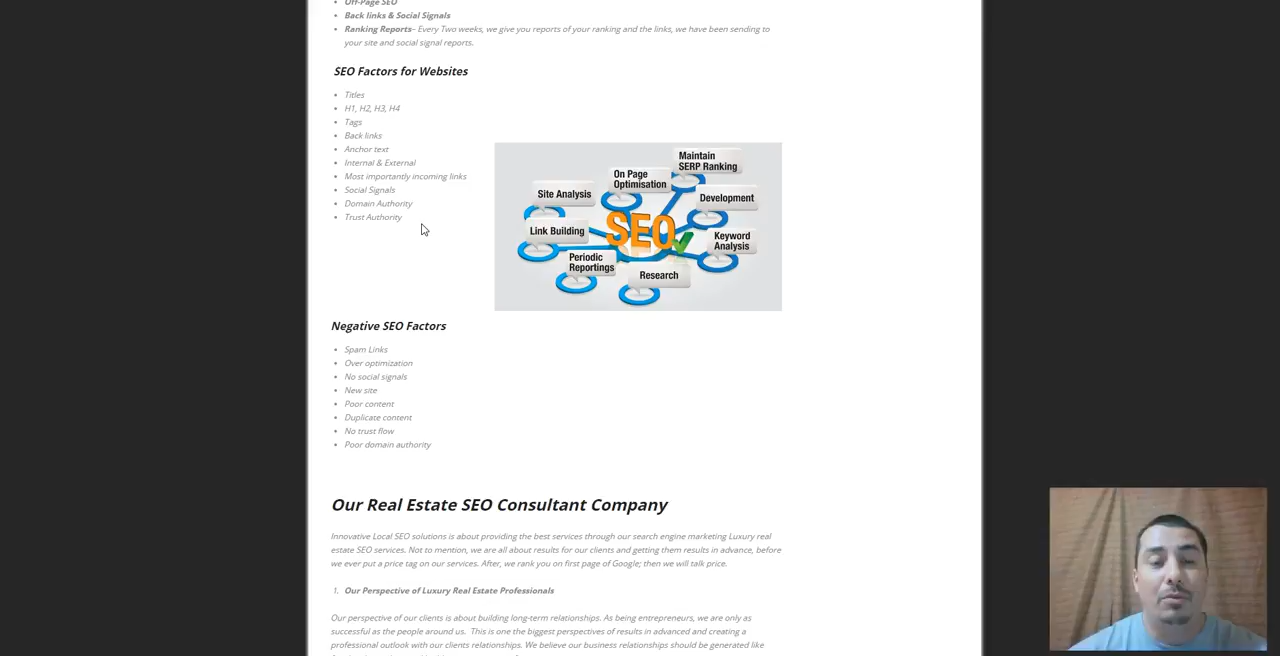 Off-Page SEO
Back links & Social Signals
Ranking Reports– Every Two weeks, we give you reports of your ranking and the links, we have been sending to
your site and social signal reports.
SEO Factors for Websites
Titles
H1, H2, H3, H4
Tags
Back links
Anchor text
Internal & External
Most importantly incoming links
Social Signals
Domain Authority
Trust Authority
Maintain
SERP Ranking
On Page
Optimisation
Site Analysis
Development
Link Building
SEO
Keyword
Analysis
Periodic
Reportings
Research
Negative SEO Factors
Spam Links
Over optimization
No social signals
New site
Poor content
Duplicate content
No trust flow
Poor domain authority
Our Real Estate SEO Consultant Company
Innovative Local SEO solutions is about providing the best services through our search engine marketing Luxury real
estate SEO services. Not to mention, we are all about results for our clients and getting them results in advance, before
we ever put a price tag on our services. After, we rank you on first page of Google; then we will talk price.
1. Our Perspective of Luxury Real Estate Professionals
Our perspective of our clients is about building long-term relationships. As being entrepreneurs, we are only as
successful as the people around us. This is one the biggest perspectives of results in advanced and creating a
professional outlook with our clients relationships. We believe our business relationships should be generated like